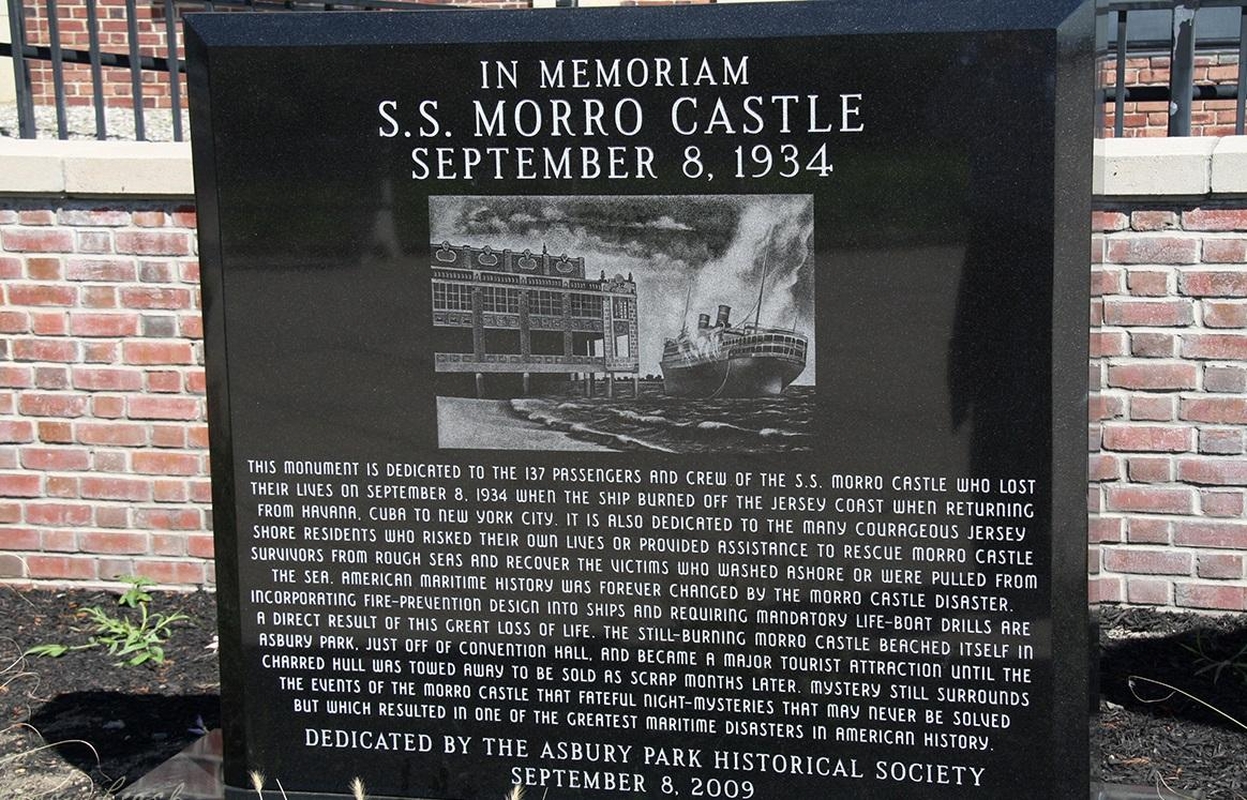 IN MEMORIAM
S.S. MORRO CASTLE
SEPTEMBER 8, 1934
THIS MONUMENT IS DEDICATED TO THE 137 PASSENGERS AND CREW OF THE S.S. MORRO CASTLE WHO LOST
THEIR LIVES ON SEPTEMBER 8, 1934 WHEN THE SHIP BURNED OFF THE JERSEY COAST WHEN RETURNING
FROM HAVANA, CUBA TO NEW YORK CITY. IT IS ALSO DEDICATED TO THE MANY COURAGEOUS JERSEY
SHORE RESIDENTS WHO RISKED THEIR OWN LIVES OR PROVIDED ASSISTANCE TO RESCUE MORRO CASTLE
SURVIVORS FROM ROUGH SEAS AND RECOVER THE VICTIMS WHO WASHED ASHORE OR WERE PULLED FROM
THE SEA. AMERICAN MARITIME HISTORY WAS FOREVER CHANGED BY THE MORRO CASTLE DISASTER.
INCORPORATING FIRE-PREVENTION DESIGN INTO SHIPS AND REQUIRING MANDATORY LIFE-BOAT DRILLS ARE
A DIRECT RESULT OF THIS GREAT LOSS OF LIFE. THE STILL-BURNING MORRO CASTLE BEACHED ITSELF IN
ASBURY PARK, JUST OFF OF CONVENTION HALL, AND BECAME A MAJOR TOURIST ATTRACTION UNTIL THE
CHARRED HULL WAS TOWED AWAY TO BE SOLD AS SCRAP MONTHS LATER. MYSTERY STILL SURROUNDS
THE EVENTS OF THE MORRO CASTLE THAT FATEFUL NIGHT-MYSTERIES THAT MAY NEVER BE SOLVED
BUT WHICH RESULTED IN ONE OF THE GREATEST MARITIME DISASTERS IN AMERICAN HISTORY.
DEDICATED BY THE ASBURY PARK HISTORICAL SOCIETY
SEPTEMBER 8, 2009